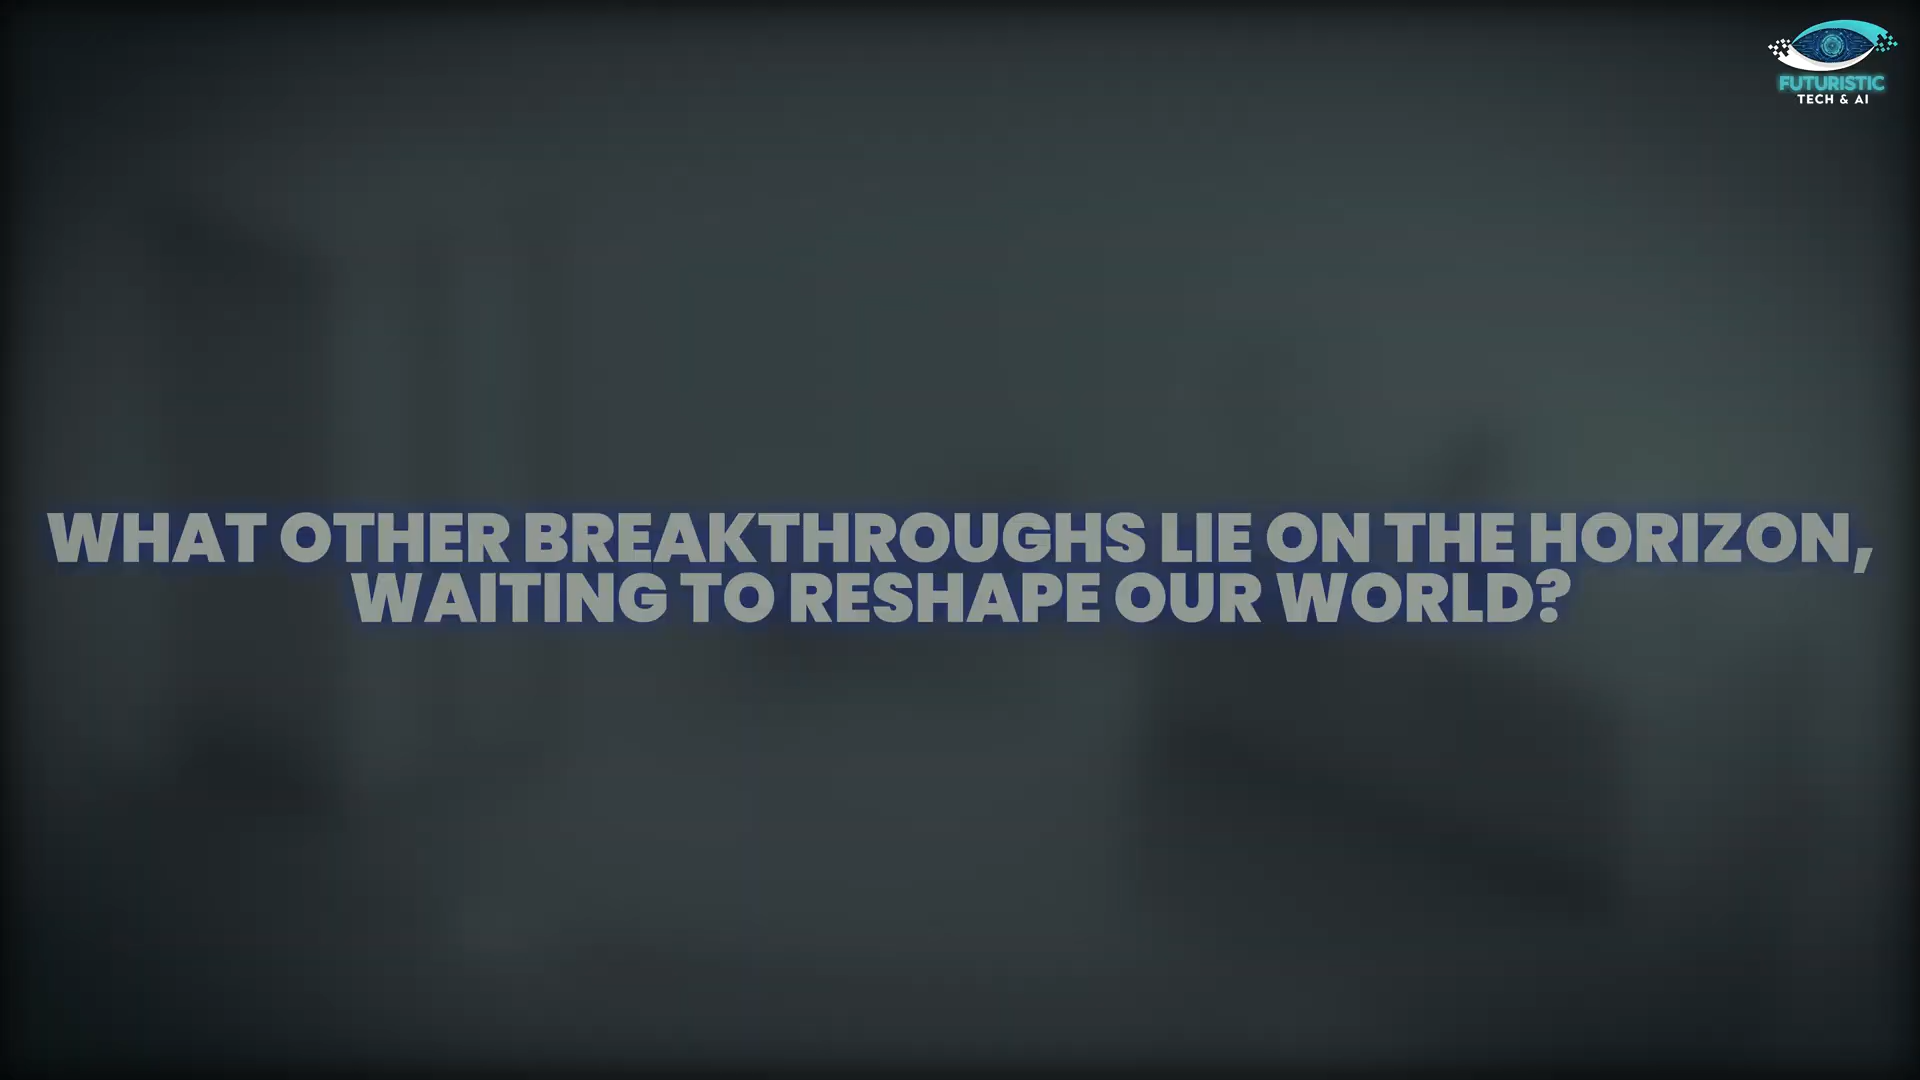 FUTURISTIC
TECH & AI
WHAT OTHER BREAKTHROUGHS LIE ON THE HORIZON,
WAITING TO RESHAPE OUR WORLD?